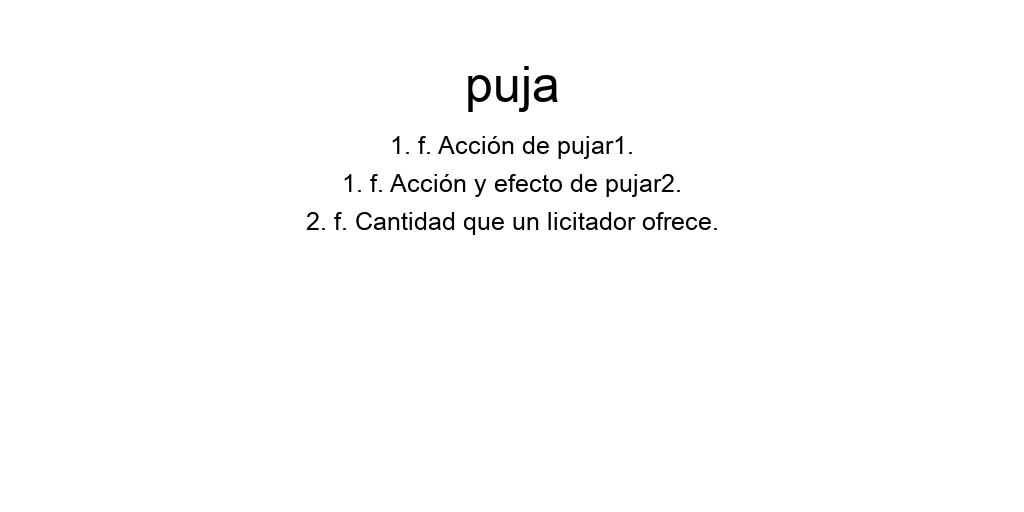 puja
1. f. Acción de pujar1.
1. f. Acción y efecto de pujar2.
2. f. Cantidad que un licitador ofrece.